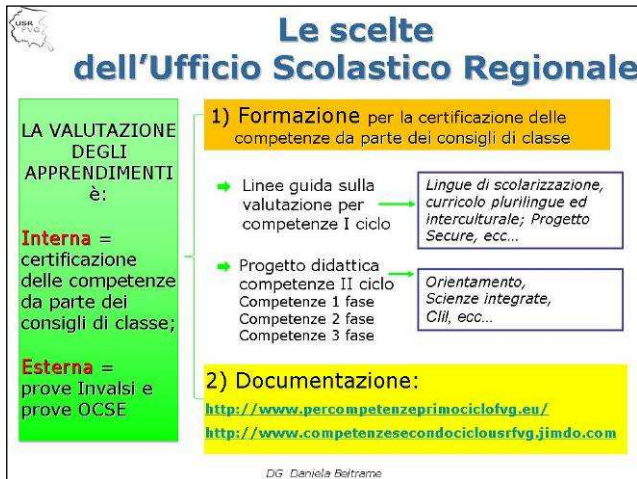 USR
FVG
Le scelte
dell'Ufficio Scolastico Regionale
LA VALUTAZIONE
DEGLI
APPRENDIMENTI
è:
Interna =
certificazione
delle competenze
da parte dei
consigli di classe;
Esterna =
prove Invalsi e
prove OCSE
1) Formazione per la certificazione delle
competenze da parte dei consigli di classe
Linee guida sulla
valutazione per
competenze I ciclo
Lingue di scolarizzazione,
curricolo plurilingue ed
interculturale; Progetto
Secure, ecc...
Progetto didattica
competenze II ciclo
Competenze 1 fase
Competenze 2 fase
Competenze 3 fase
Orientamento,
Scienze integrate,
Clil, ecc...
2) Documentazione:
http://www.percompetenzeprimociclofvg.eu/
http://www.competenzesecondociclousrfvg.jimdo.com
DG Daniela Beltrame